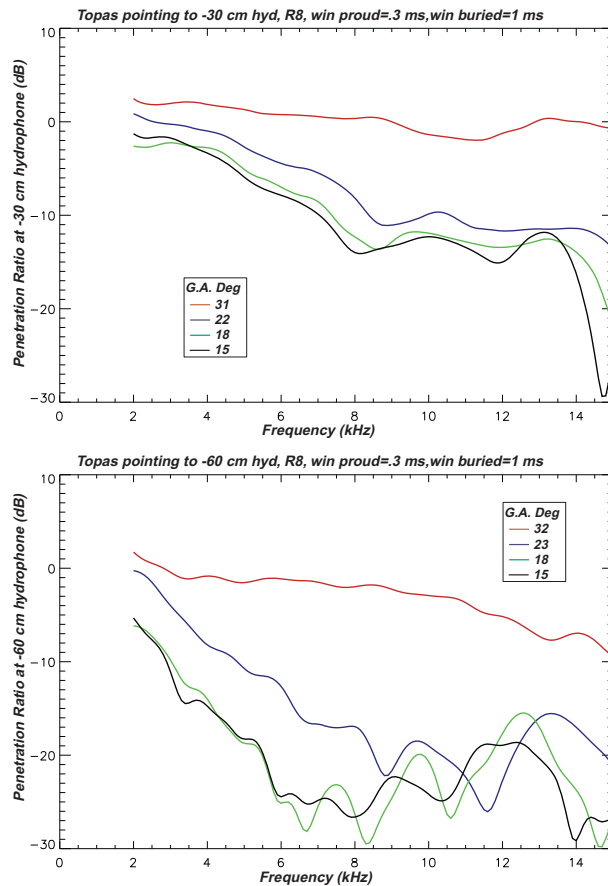 Topas pointing to -30 cm hyd, R8, win proud=.3 ms,win buried=1 ms
Penetration Ratio at -30 cm hydrophone (dB)
10
0
-10
-20
-30
G.A. Deg
31
22
18
15
0 2 4 6 8 10 12 14
Frequency (kHz)
Topas pointing to -60 cm hyd, R8, win proud=.3 ms,win buried=1 ms
Penetration Ratio at -60 cm hydrophone (dB)
10
0
-10
-20
-30
G.A. Deg
32
23
18
15
0 2 4 6 8 10 12 14
Frequency (kHz)